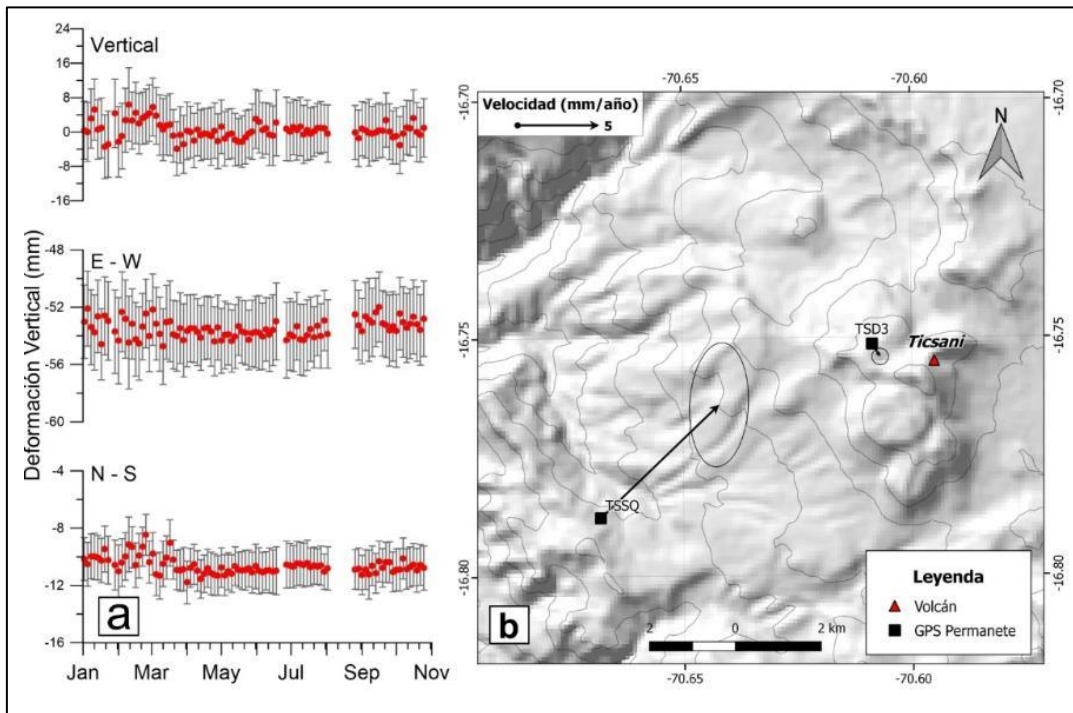 Deformación Vertical (mm)
Vertical
24
16
8
0
-8
-16
E - W
-48
-52
-56
-60
N - S
-4
-8
-12
-16
Jan Mar May Jul Sep Nov
a
-70.65 -70.60
-16.70 -16.70
Velocidad (mm/año)
5
N
-16.75 -16.75
TSD3
Ticsani
TSSQ
-16.80 -16.80
Leyenda
Volcán
GPS Permanete
b
2 0 2 km
-70.65 -70.60